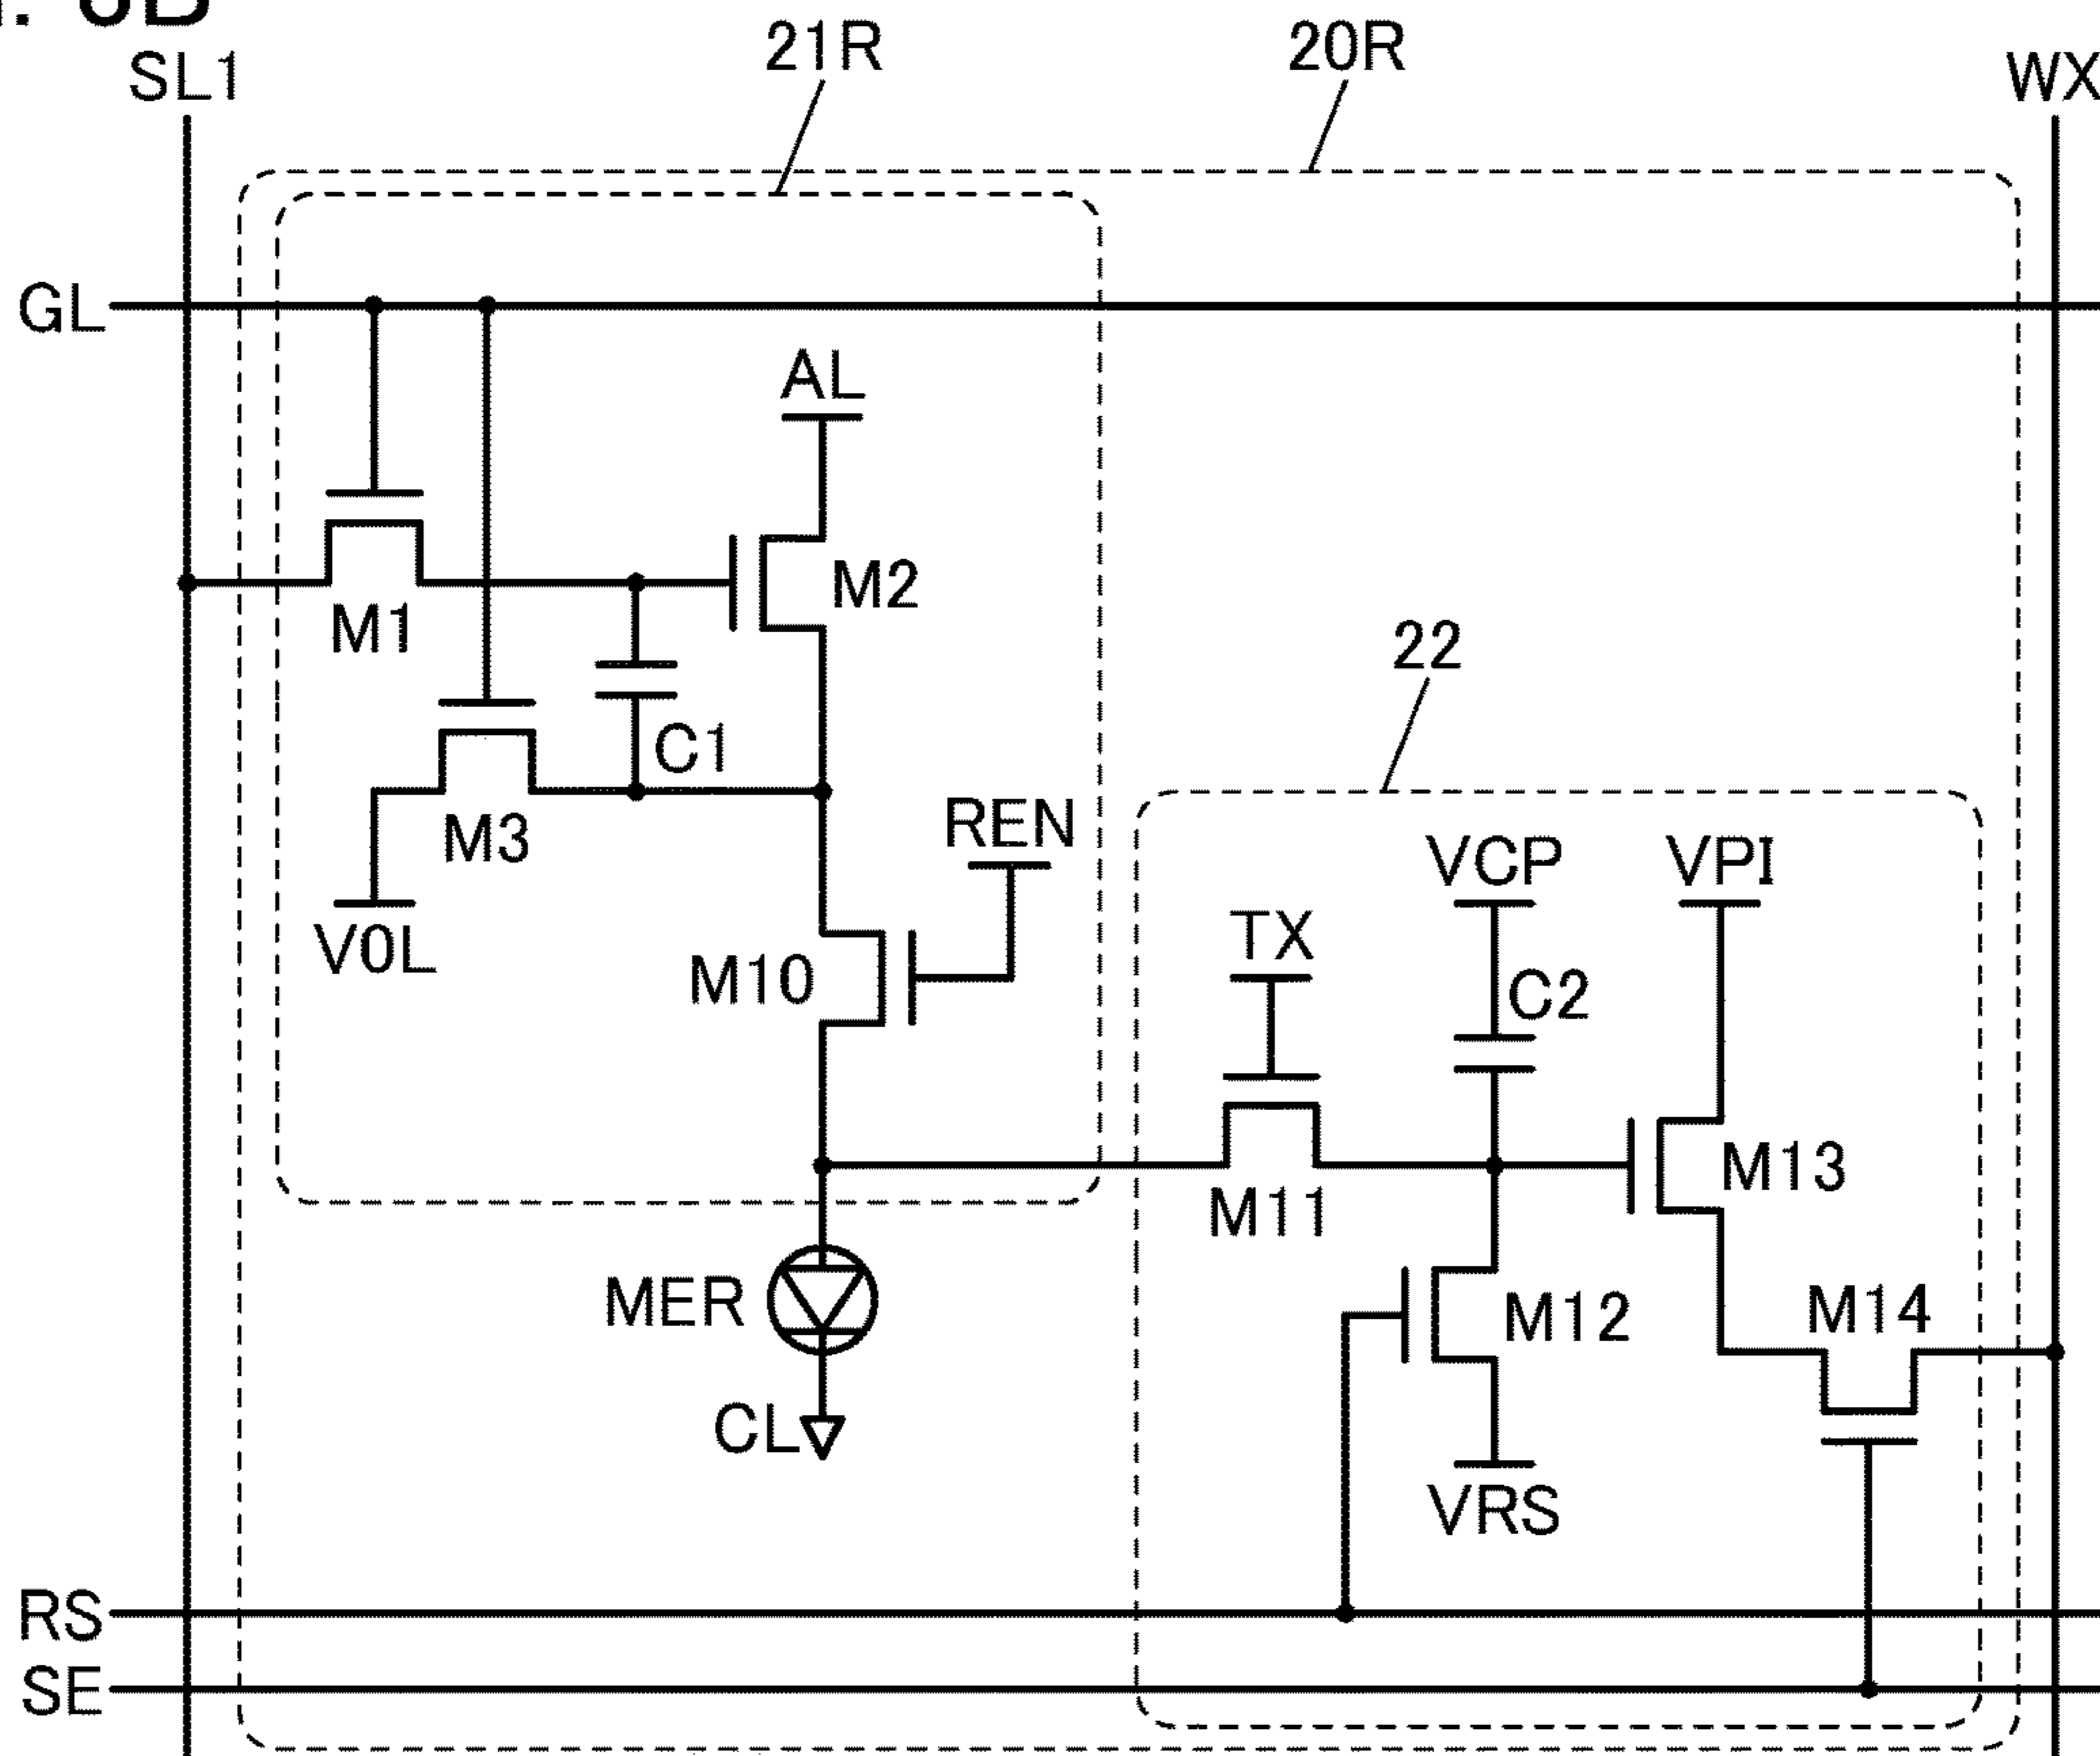 SL1
21R
20R
WX
GL
AL
M1
M2
22
C1
M3
REN
VCP
VPI
V0L
M10
TX
C2
M11
M13
MER
M12
M14
CL
VRS
RS
SE